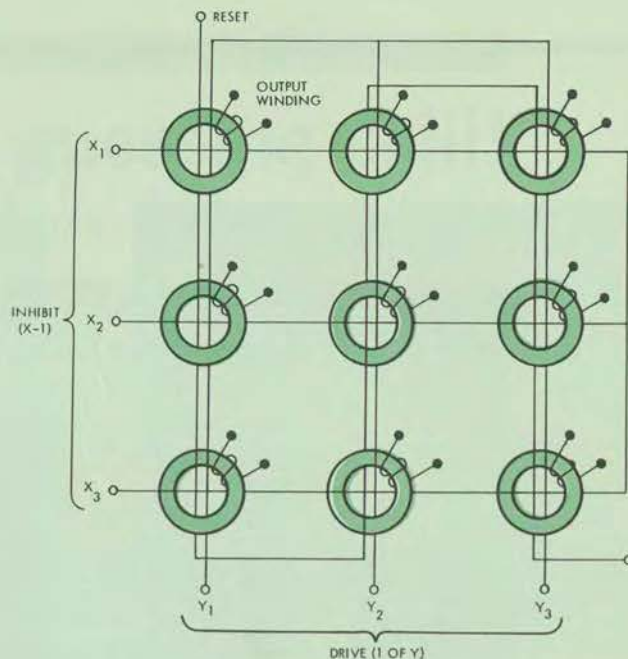 RESET
OUTPUT
WINDING
X1
INHIBIT
(X-1)
X2
X3
Y1
Y2
Y3
DRIVE (1 OF Y)